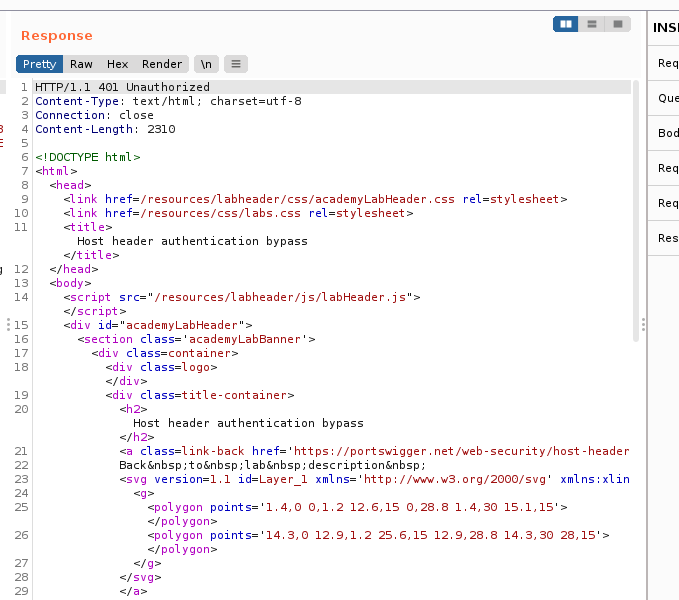 Response
INSI
Pretty Raw Hex Render \n
Req
Que
Bod
Req
Req
Res
1 HTTP/1.1 401 Unauthorized
2 Content-Type: text/html; charset=utf-8
3 Connection: close
4 Content-Length: 2310
5
6 <!DOCTYPE html>
7 <html>
8 <head>
9 <link href=/resources/labheader/css/academyLabHeader.css rel=stylesheet>
10 <link href=/resources/css/labs.css rel=stylesheet>
11 <title>
Host header authentication bypass
</title>
12 </head>
13 <body>
14 <script src="/resources/labheader/js/labHeader.js">
</script>
15 <div id="academyLabHeader">
16 <section class='academyLabBanner'>
17 <div class=container>
18 <div class=logo>
</div>
19 <div class=title-container>
20 <h2>
Host header authentication bypass
</h2>
21 <a class=link-back href='https://portswigger.net/web-security/host-header
22 Back&nbsp;to&nbsp;lab&nbsp;description&nbsp;
23 <svg version=1.1 id=Layer_1 xmlns='http://www.w3.org/2000/svg' xmlns:xlin
24 <g>
25 <polygon points='1.4,0 0,1.2 12.6,15 0,28.8 1.4,30 15.1,15'>
</polygon>
26 <polygon points='14.3,0 12.9,1.2 25.6,15 12.9,28.8 14.3,30 28,15'>
</polygon>
27 </g>
28 </svg>
29 </a>